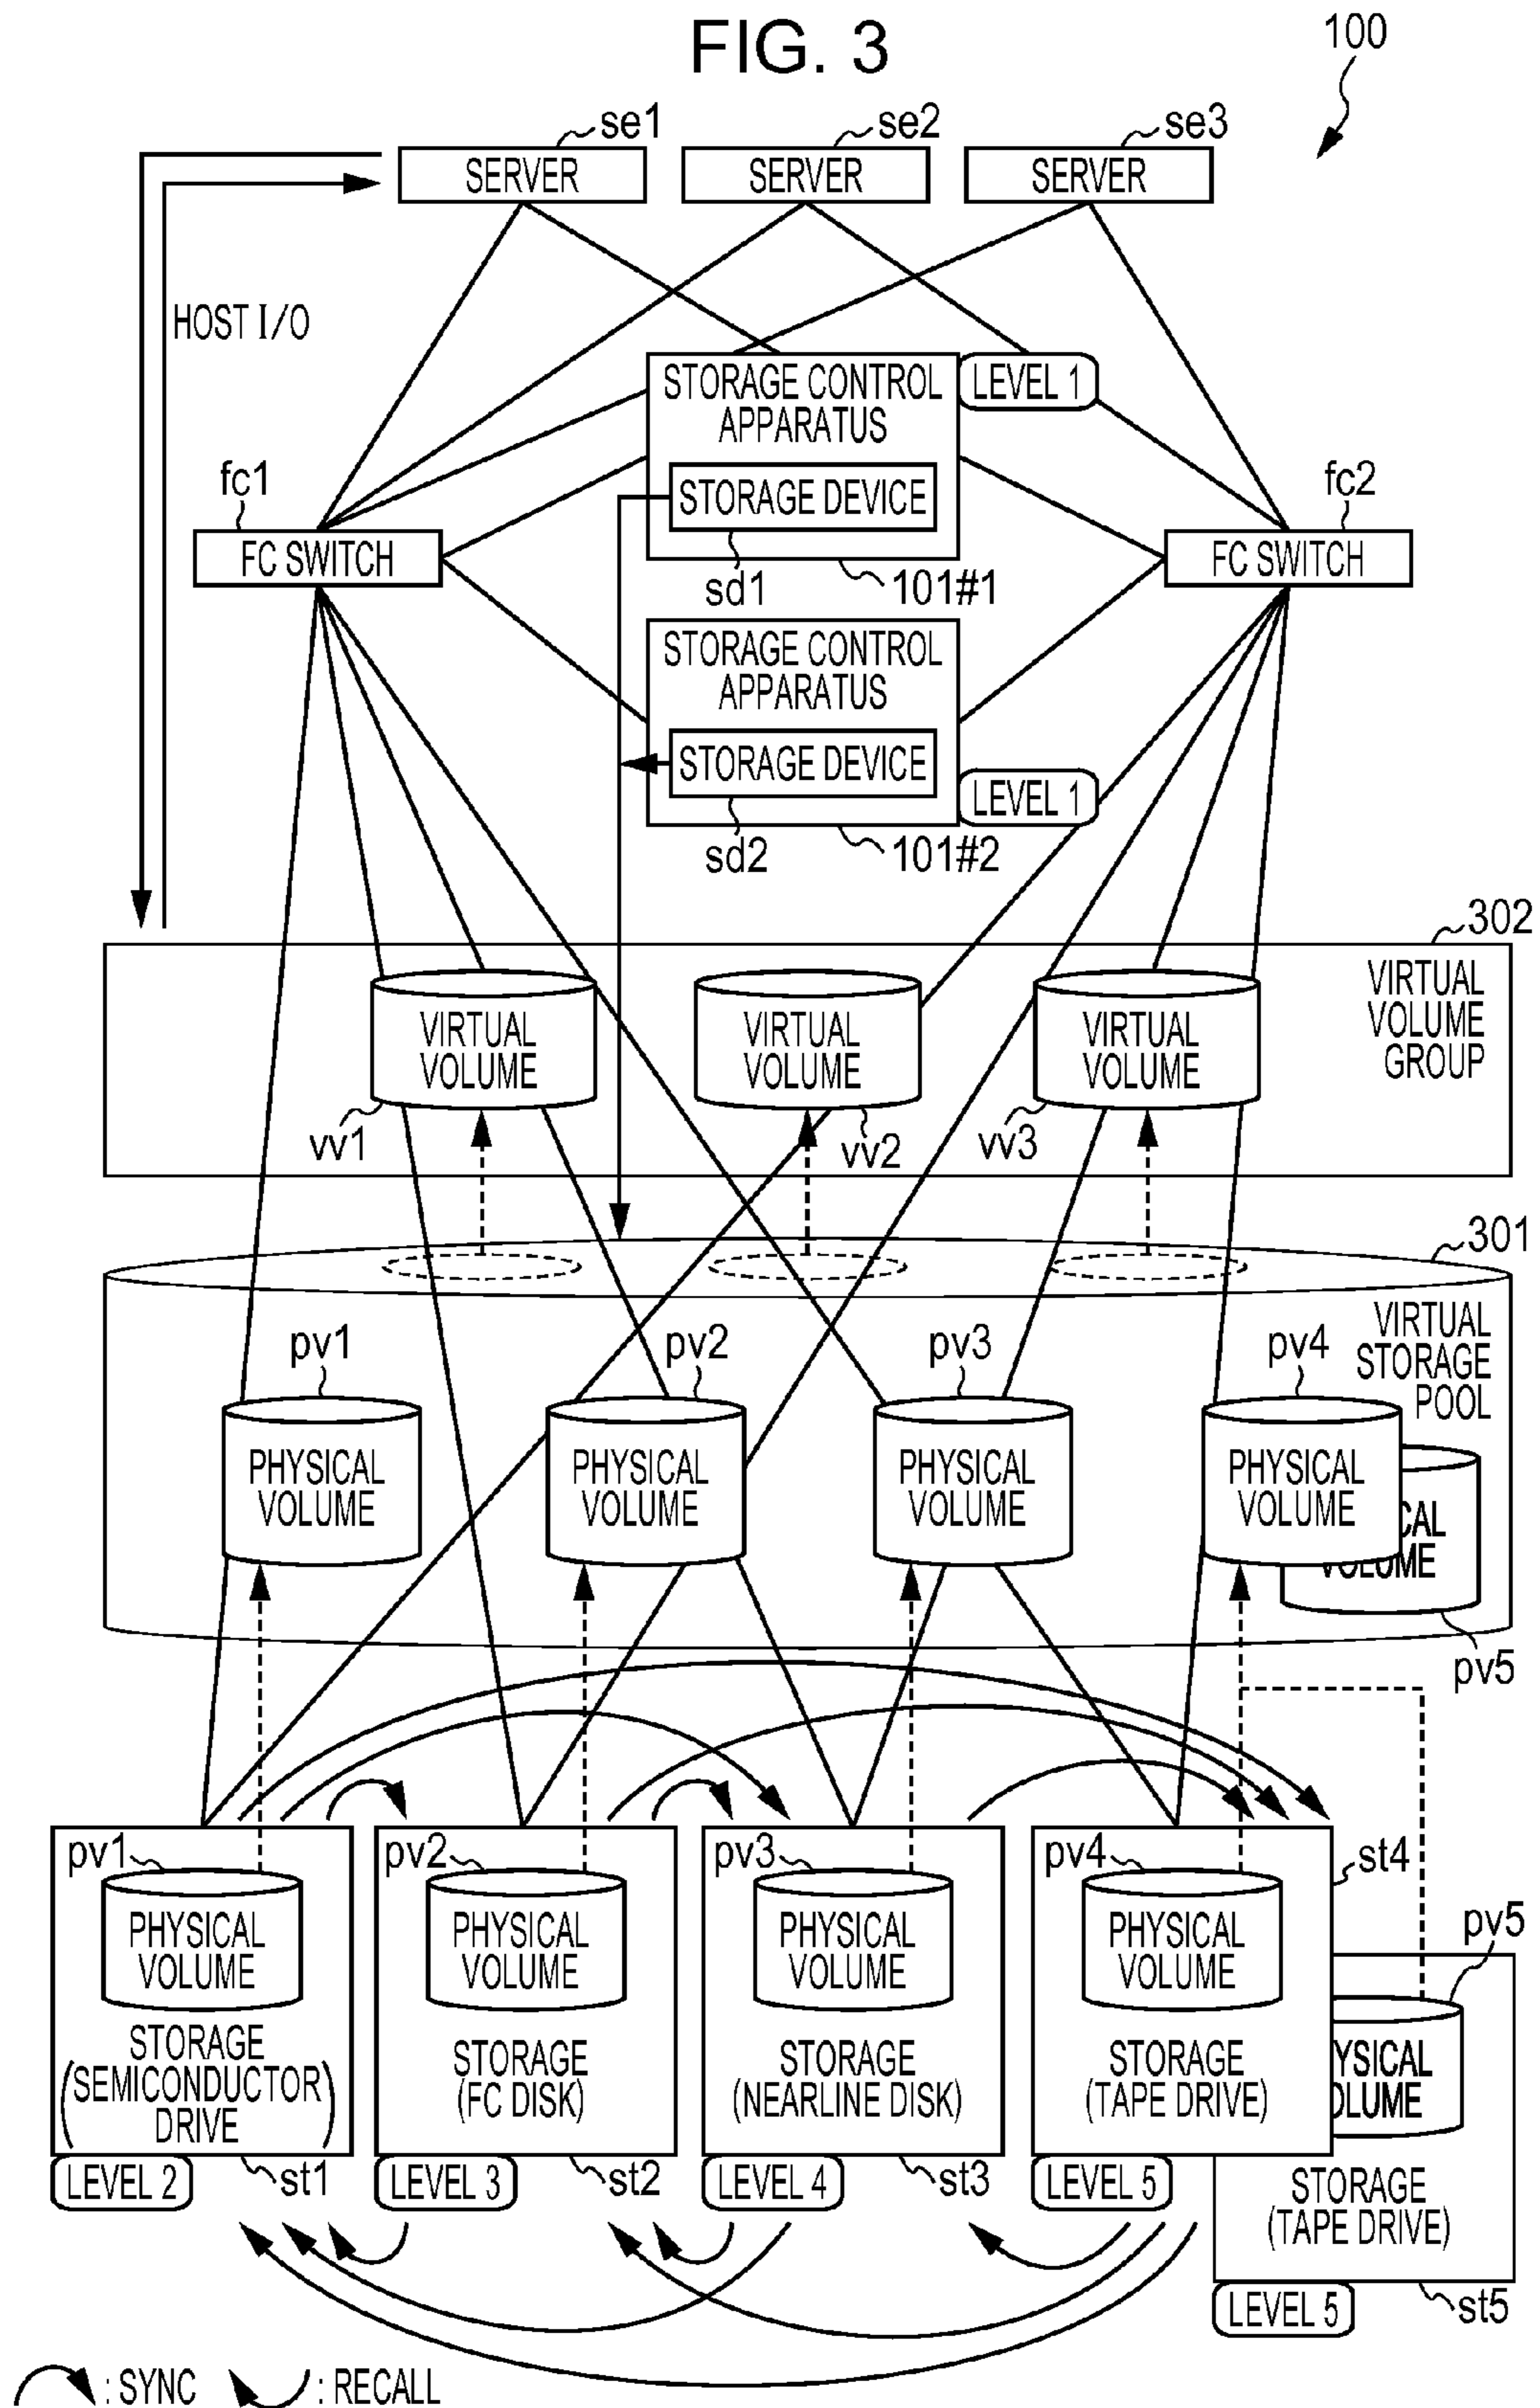 FIG. 3
100
se1
se2
se3
SERVER
SERVER
SERVER
HOST I/O
STORAGE CONTROL
APPARATUS
LEVEL 1
fc1
fc2
STORAGE DEVICE
FC SWITCH
FC SWITCH
sd1
101#1
STORAGE CONTROL
APPARATUS
STORAGE DEVICE
LEVEL 1
sd2
101#2
302
VIRTUAL
VOLUME
GROUP
VIRTUAL
VOLUME
VIRTUAL
VOLUME
VIRTUAL
VOLUME
vv1
vv2
vv3
301
VIRTUAL
STORAGE
POOL
pv1
pv2
pv3
pv4
PHYSICAL
VOLUME
PHYSICAL
VOLUME
PHYSICAL
VOLUME
PHYSICAL
VOLUME
CAL
VOLUME
pv5
pv1
pv2
pv3
pv4
st4
pv5
PHYSICAL
VOLUME
PHYSICAL
VOLUME
PHYSICAL
VOLUME
PHYSICAL
VOLUME
YSICAL
OLUME
STORAGE
(SEMICONDUCTOR
DRIVE)
STORAGE
(FC DISK)
STORAGE
(NEARLINE DISK)
STORAGE
(TAPE DRIVE)
STORAGE
(TAPE DRIVE)
LEVEL 2
st1
LEVEL 3
st2
LEVEL 4
st3
LEVEL 5
LEVEL 5
st5
: SYNC
: RECALL